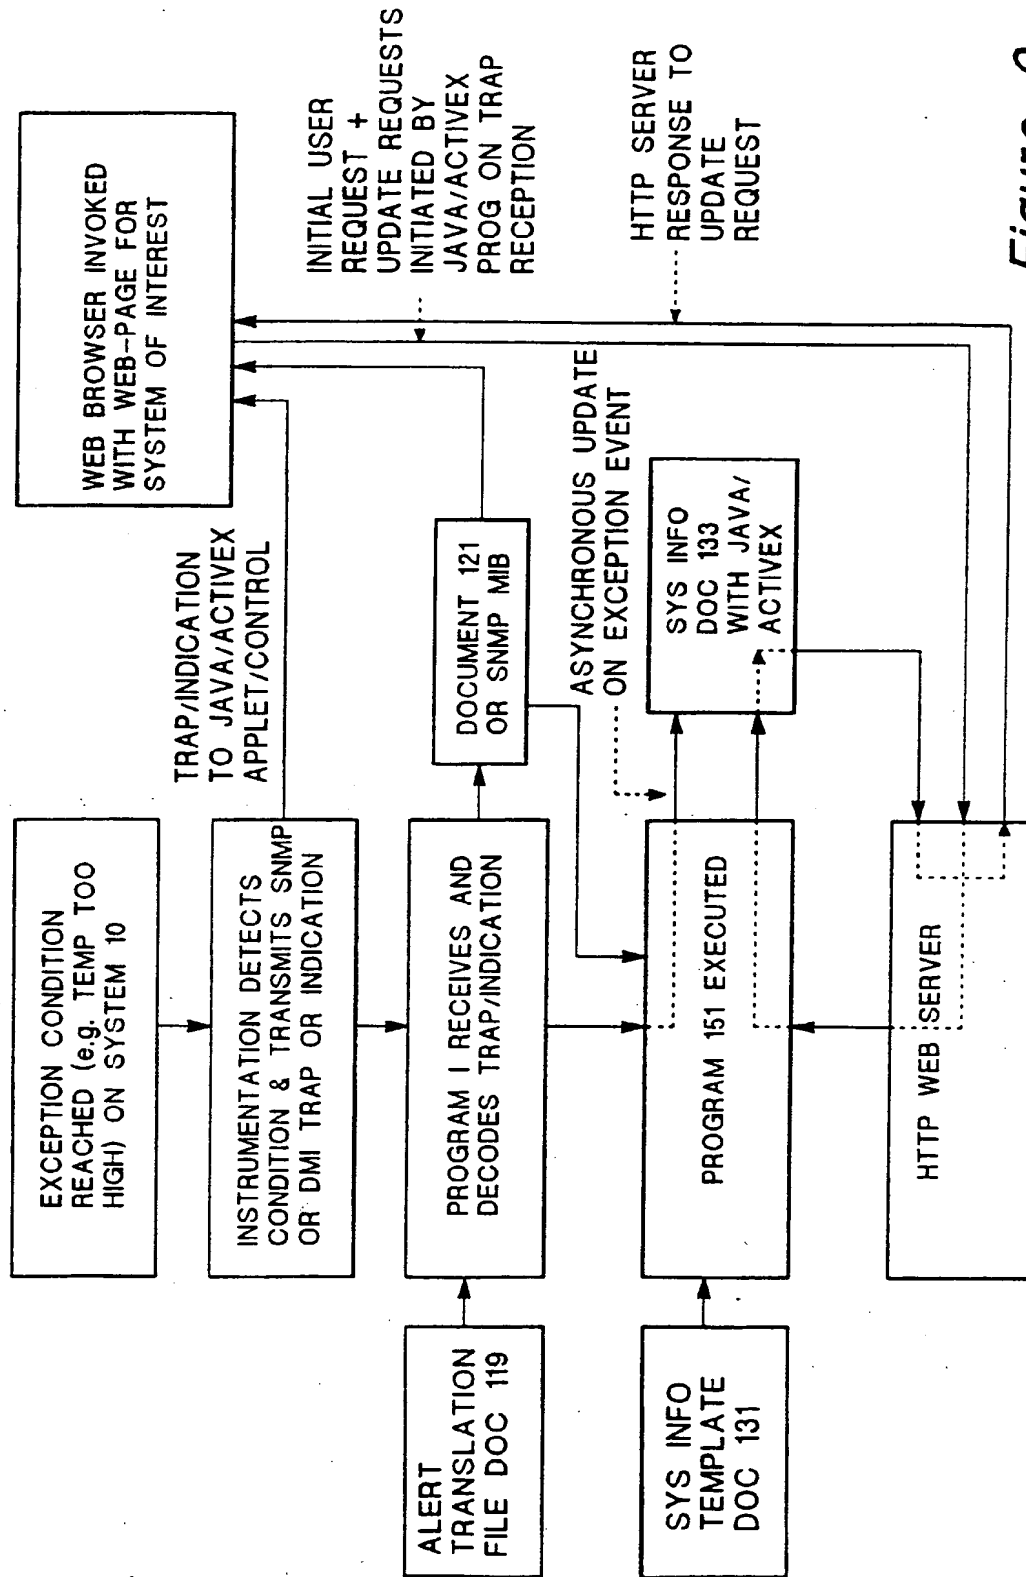 EXCEPTION CONDITION
REACHED (e.g. TEMP TOO
HIGH) ON SYSTEM 10
INSTRUMENTATION DETECTS
CONDITION & TRANSMITS SNMP
OR DMI TRAP OR INDICATION
TRAP/INDICATION
TO JAVA/ACTIVEX
APPLET/CONTROL
WEB BROWSER INVOKED
WITH WEB-PAGE FOR
SYSTEM OF INTEREST
INITIAL USER
REQUEST +
UPDATE REQUESTS
INITIATED BY
JAVA/ACTIVEX
PROG ON TRAP
RECEPTION
ALERT
TRANSLATION
FILE DOC 119
PROGRAM I RECEIVES AND
DECODES TRAP/INDICATION
DOCUMENT 121
OR SNMP MIB
ASYNCHRONOUS UPDATE
ON EXCEPTION EVENT
HTTP SERVER
RESPONSE TO
UPDATE
REQUEST
SYS INFO
TEMPLATE
DOC 131
PROGRAM 151 EXECUTED
SYS INFO
DOC 133
WITH JAVA/
ACTIVEX
HTTP WEB SERVER
Figure